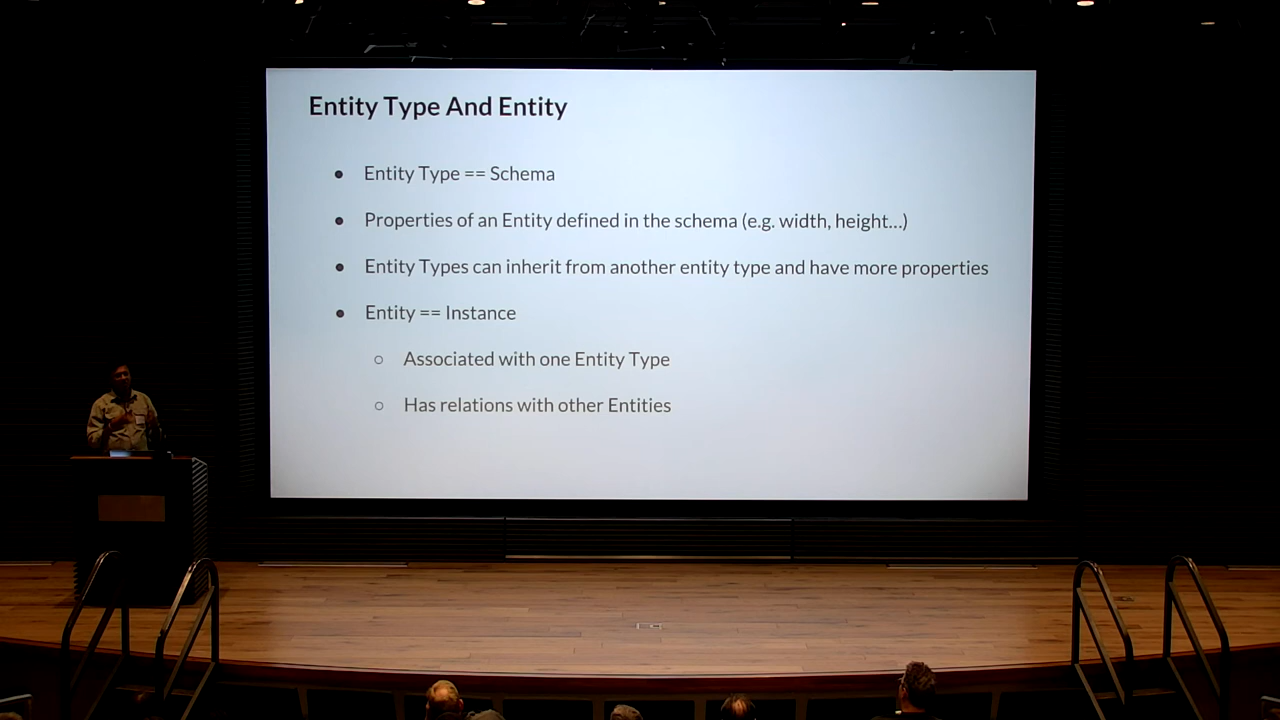 Entity Type And Entity
● Entity Type == Schema
● Properties of an Entity defined in the schema (e.g. width, height...)
● Entity Types can inherit from another entity type and have more properties
● Entity == Instance
○ Associated with one Entity Type
○ Has relations with other Entities